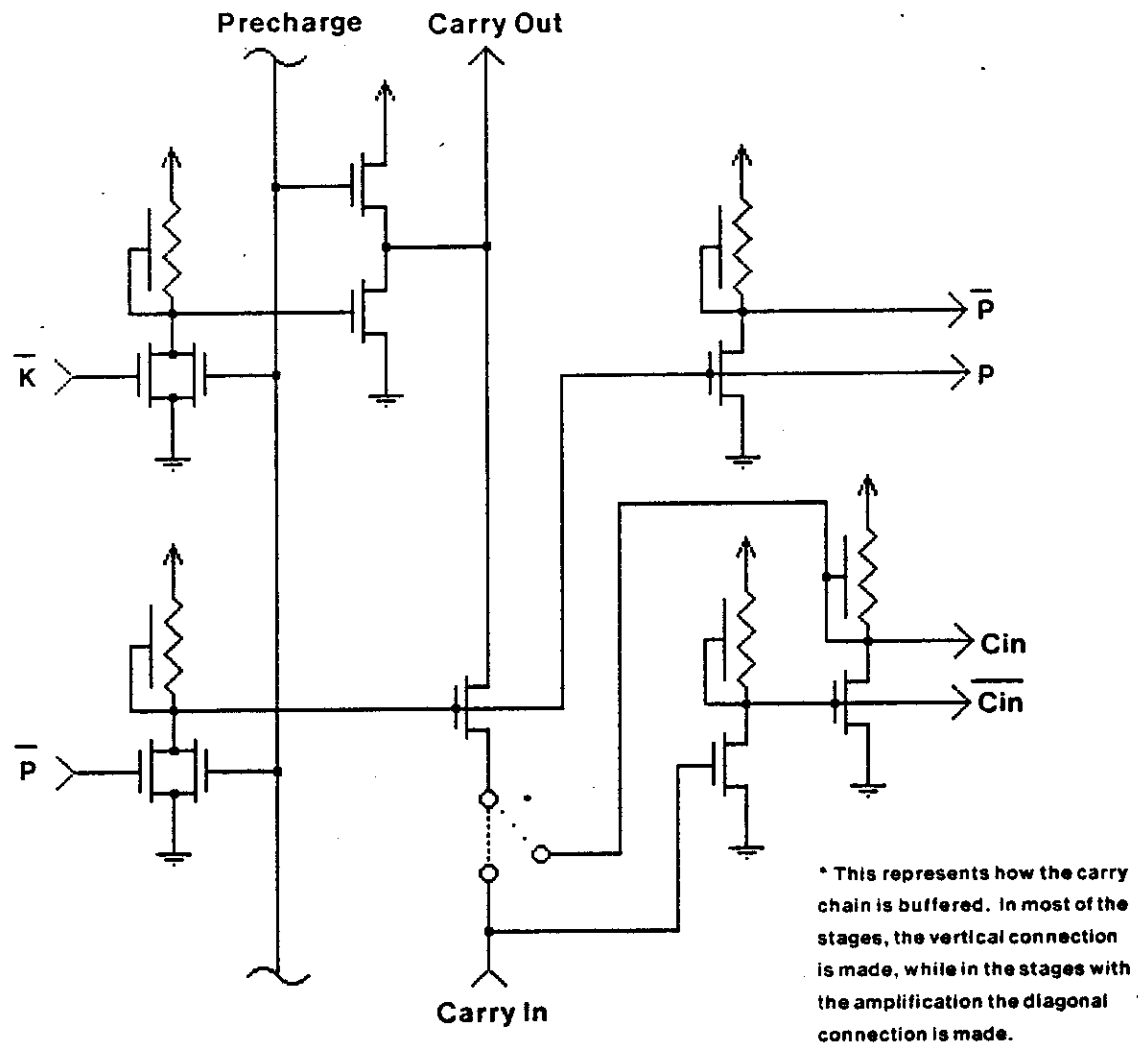 Precharge
Carry Out
K̅
P̅
P
P̅
Cin
C̅i̅n̅
*
Carry In
* This represents how the carry
chain is buffered. In most of the
stages, the vertical connection
is made, while in the stages with
the amplification the diagonal
connection is made.